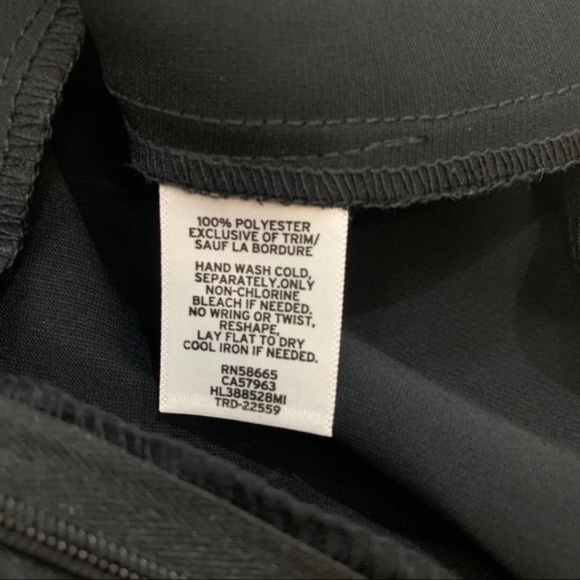 100% POLYESTER
EXCLUSIVE OF TRIM/
SAUF LA BORDURE
HAND WASH COLD,
SEPARATELY.ONLY
NON-CHLORINE
BLEACH IF NEEDED,
NO WRING OR TWIST,
RESHAPE,
LAY FLAT TO DRY
COOL IRON IF NEEDED.
RN58665
CA57963
HL388528MI
TRD-22559